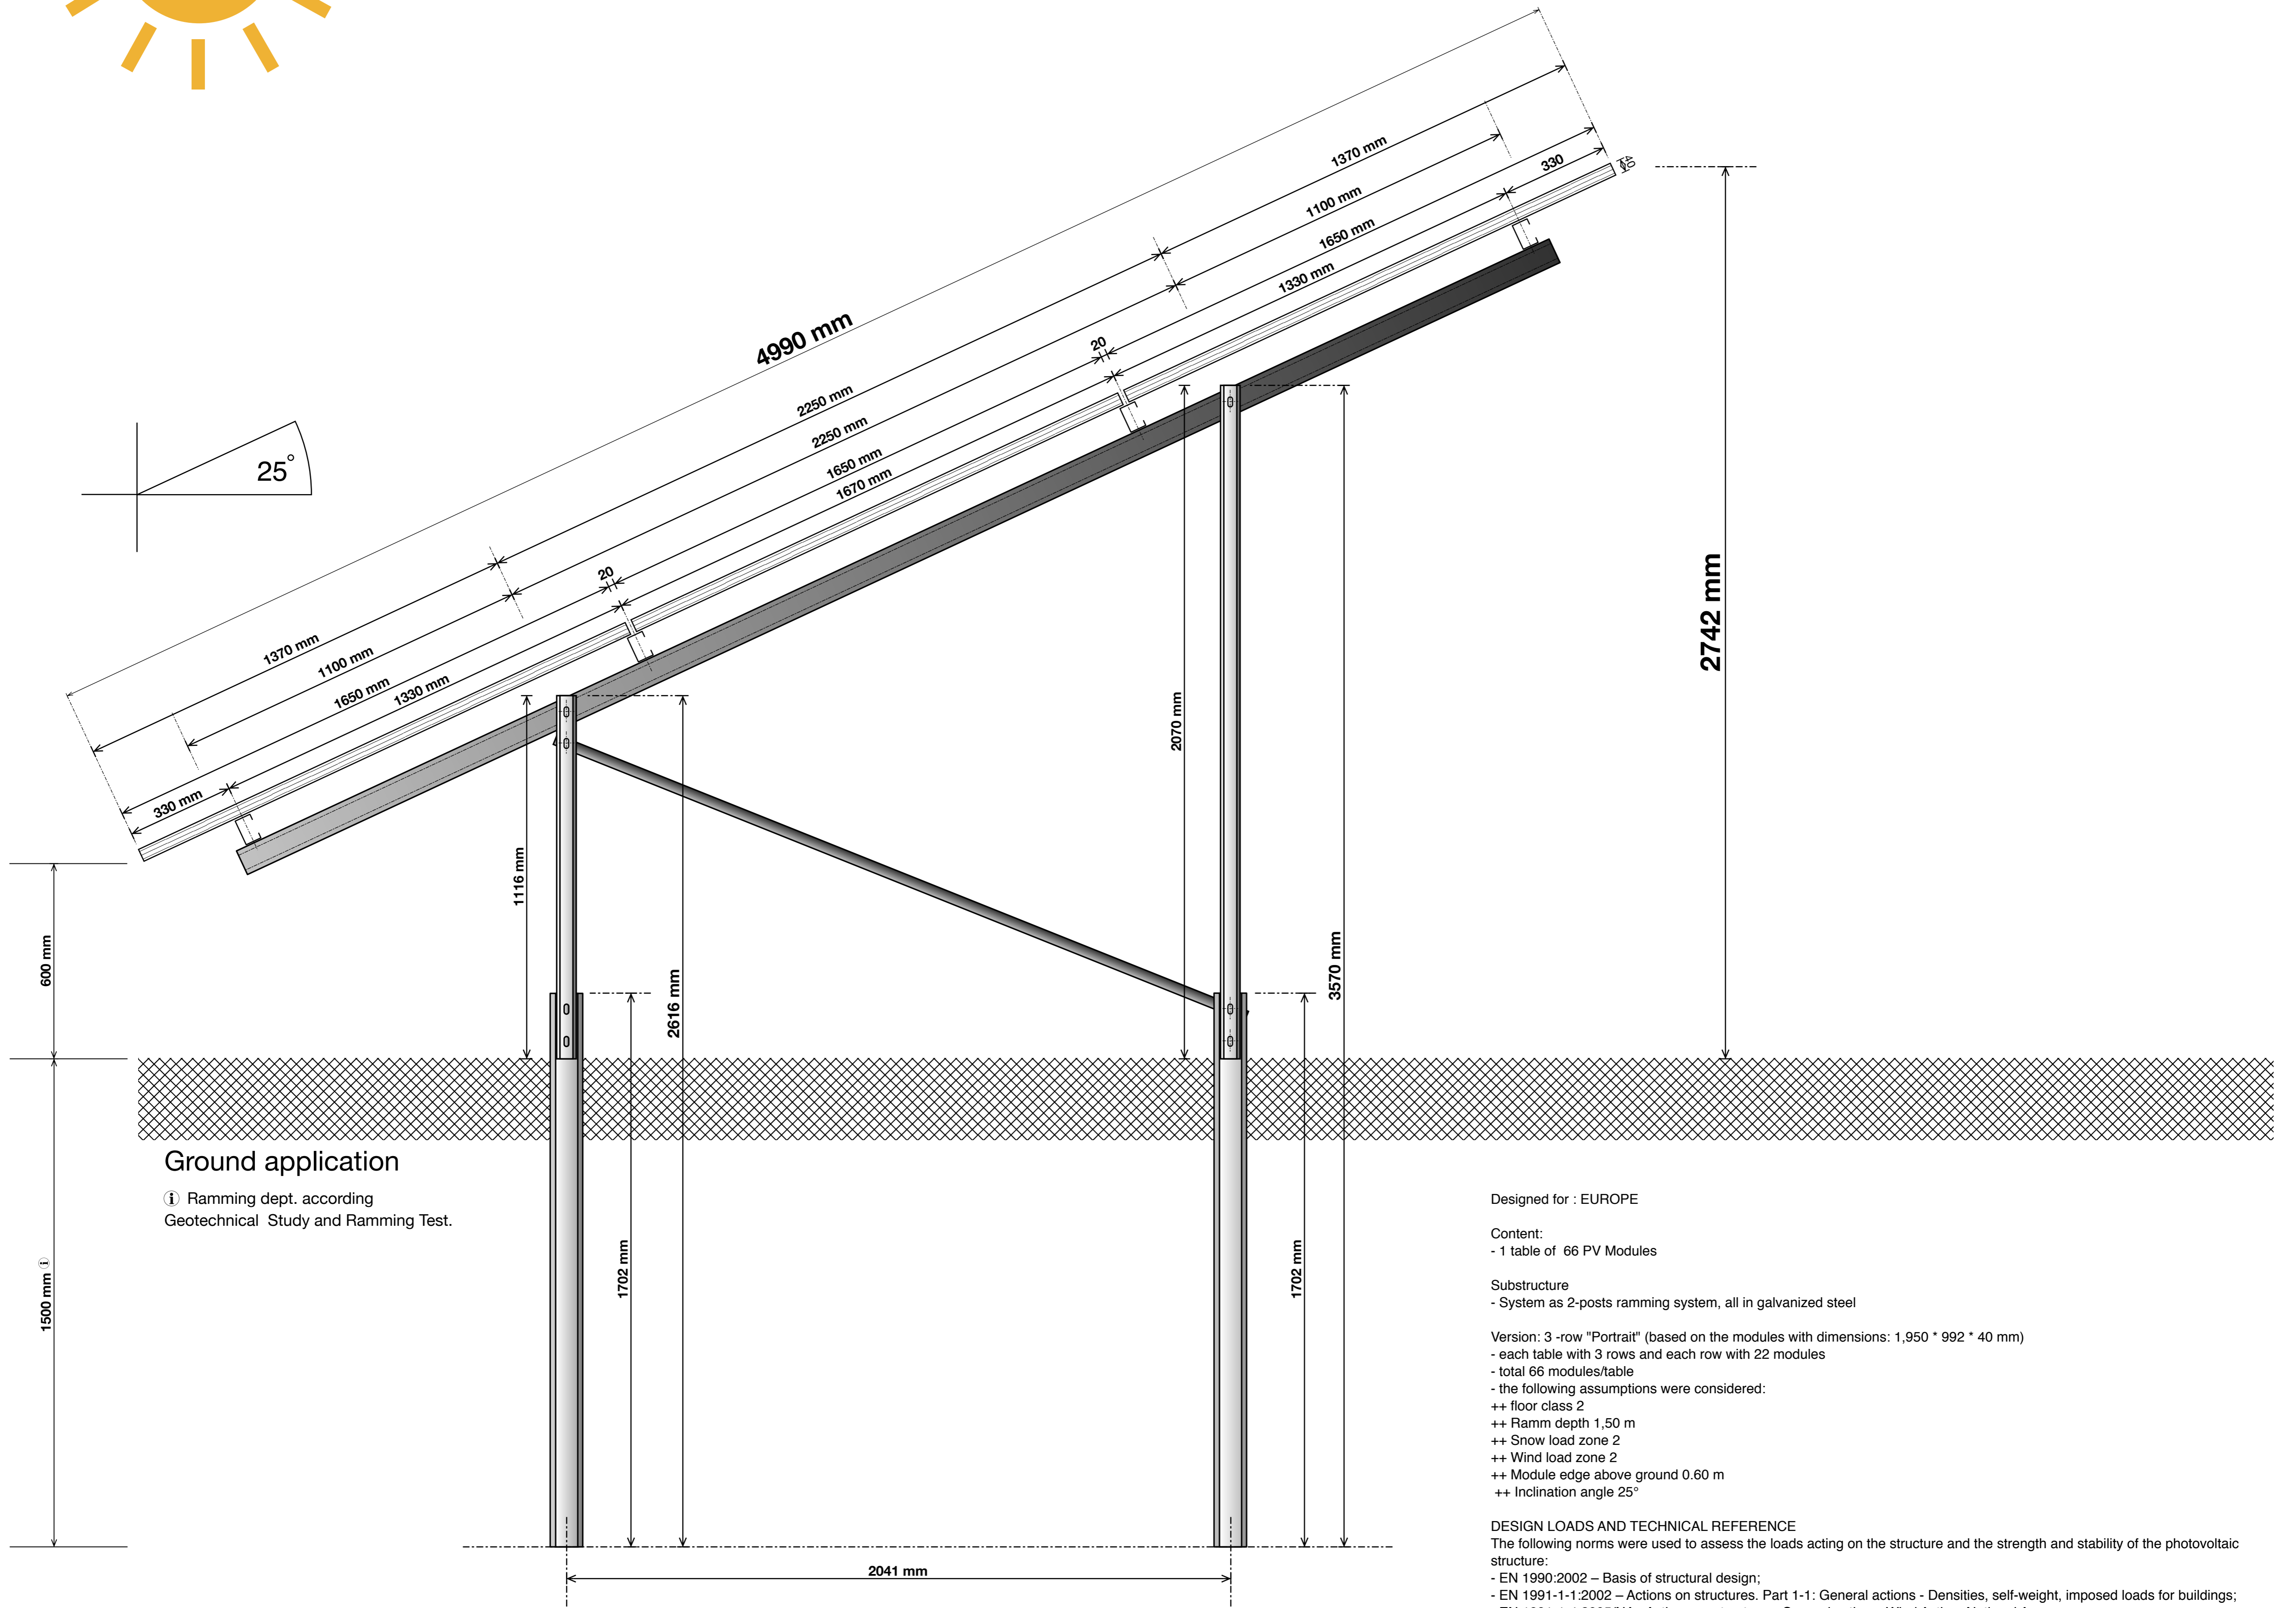 40
330
1370 mm
1100 mm
1650 mm
1330 mm
20
4990 mm
2250 mm
2250 mm
1650 mm
1670 mm
25°
20
1370 mm
1100 mm
1650 mm
1330 mm
330 mm
2742 mm
2070 mm
1116 mm
600 mm
2616 mm
3570 mm
Ground application
i Ramming dept. according
Geotechnical Study and Ramming Test.
1500 mm i
1702 mm
1702 mm
2041 mm
Designed for : EUROPE
Content:
- 1 table of 66 PV Modules
Substructure
- System as 2-posts ramming system, all in galvanized steel
Version: 3 -row "Portrait" (based on the modules with dimensions: 1,950 * 992 * 40 mm)
- each table with 3 rows and each row with 22 modules
- total 66 modules/table
- the following assumptions were considered:
++ floor class 2
++ Ramm depth 1,50 m
++ Snow load zone 2
++ Wind load zone 2
++ Module edge above ground 0.60 m
++ Inclination angle 25°
DESIGN LOADS AND TECHNICAL REFERENCE
The following norms were used to assess the loads acting on the structure and the strength and stability of the photovoltaic
structure:
- EN 1990:2002 – Basis of structural design;
- EN 1991-1-1:2002 – Actions on structures. Part 1-1: General actions - Densities, self-weight, imposed loads for buildings;